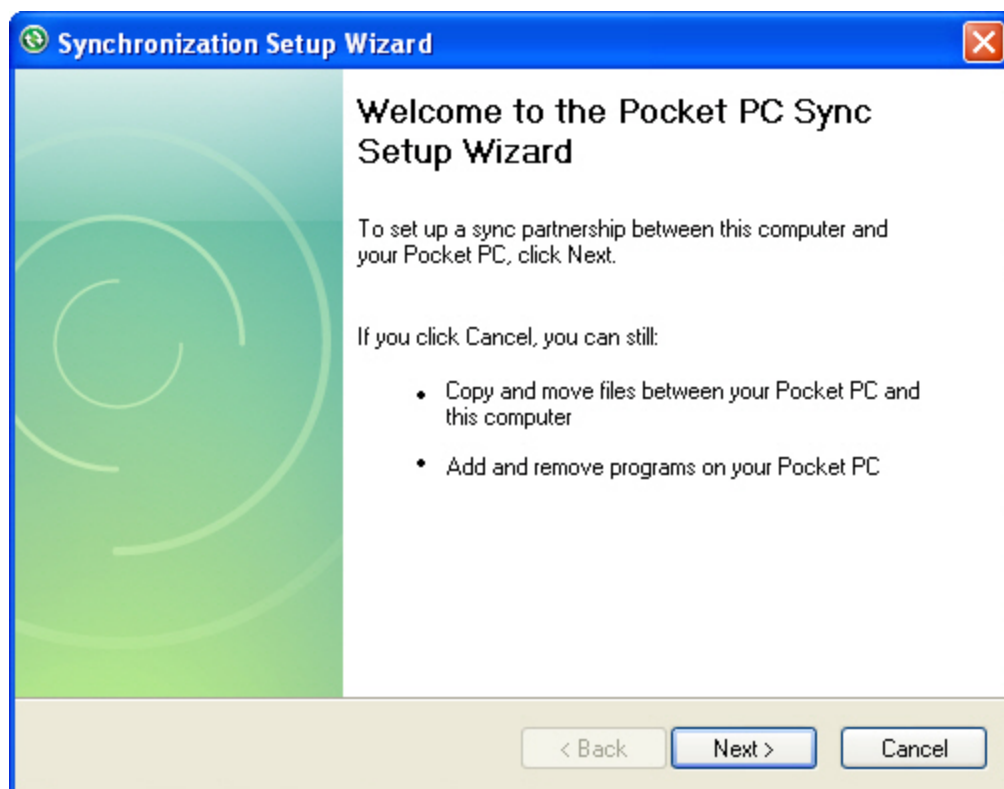 Synchronization Setup Wizard
Welcome to the Pocket PC Sync
Setup Wizard
To set up a sync partnership between this computer and
your Pocket PC, click Next.
If you click Cancel, you can still:
• Copy and move files between your Pocket PC and
this computer
• Add and remove programs on your Pocket PC
< Back Next > Cancel